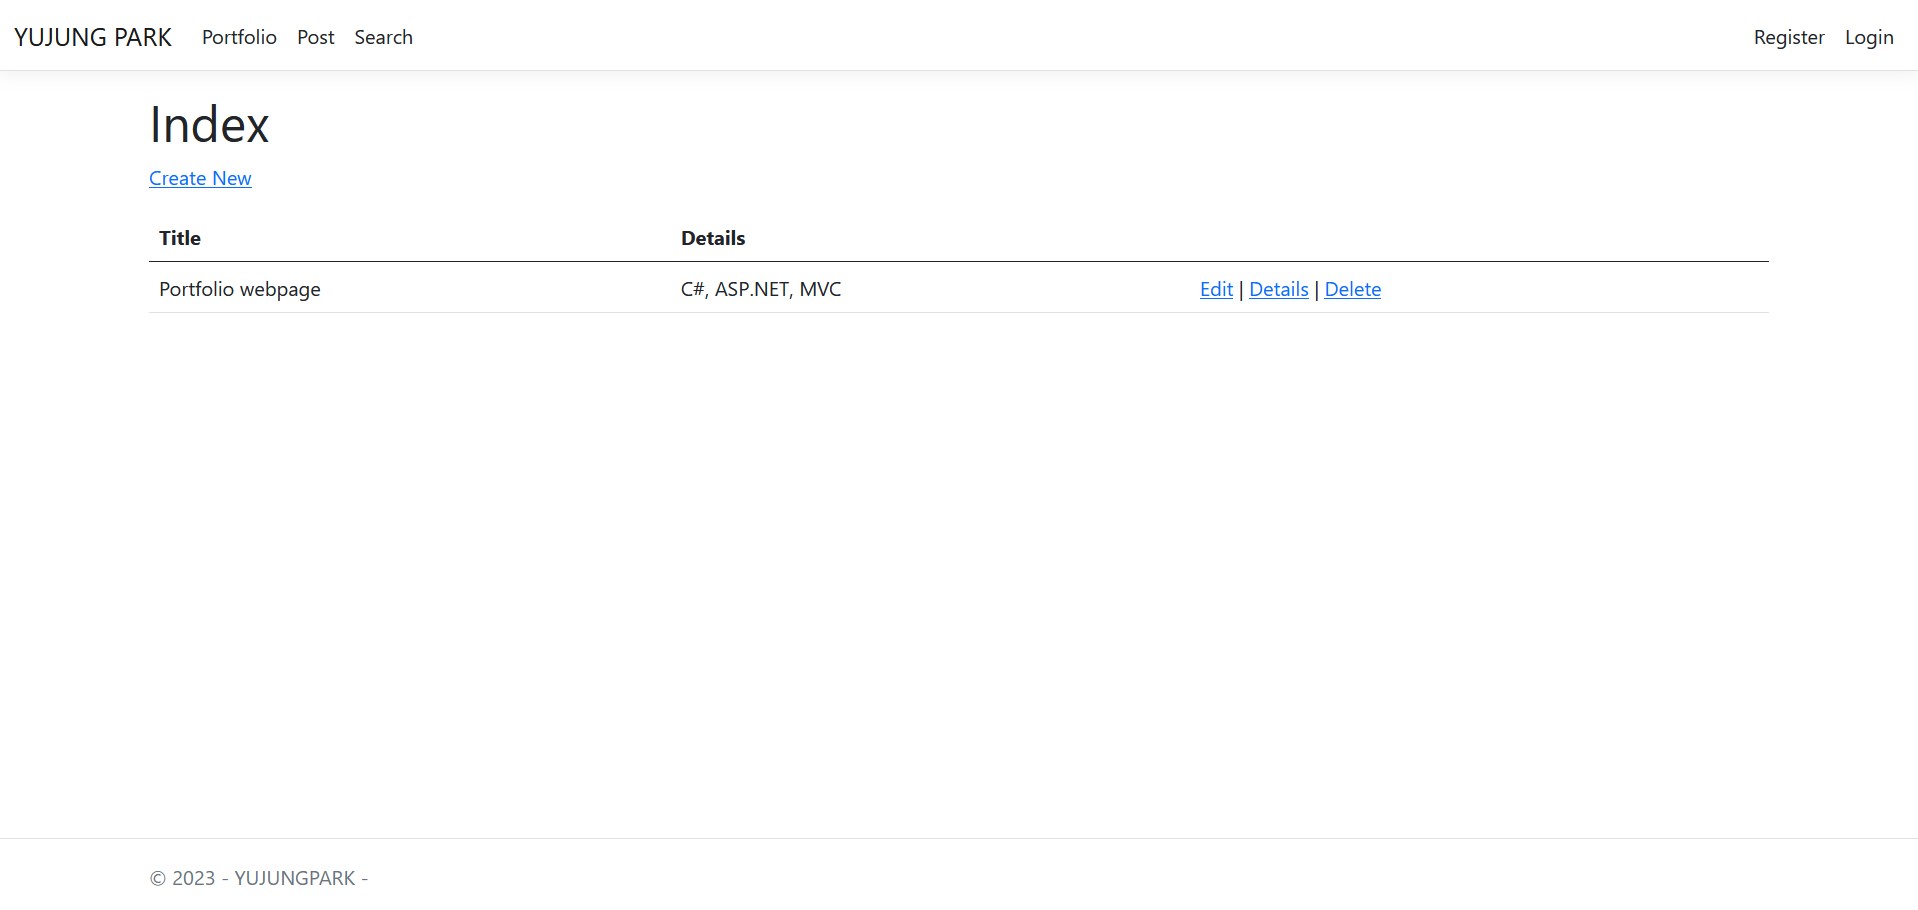 YUJUNG PARK Portfolio Post Search Register Login
Index
Create New
Title Details
Portfolio webpage C#, ASP.NET, MVC Edit | Details | Delete
© 2023 - YUJUNGPARK -